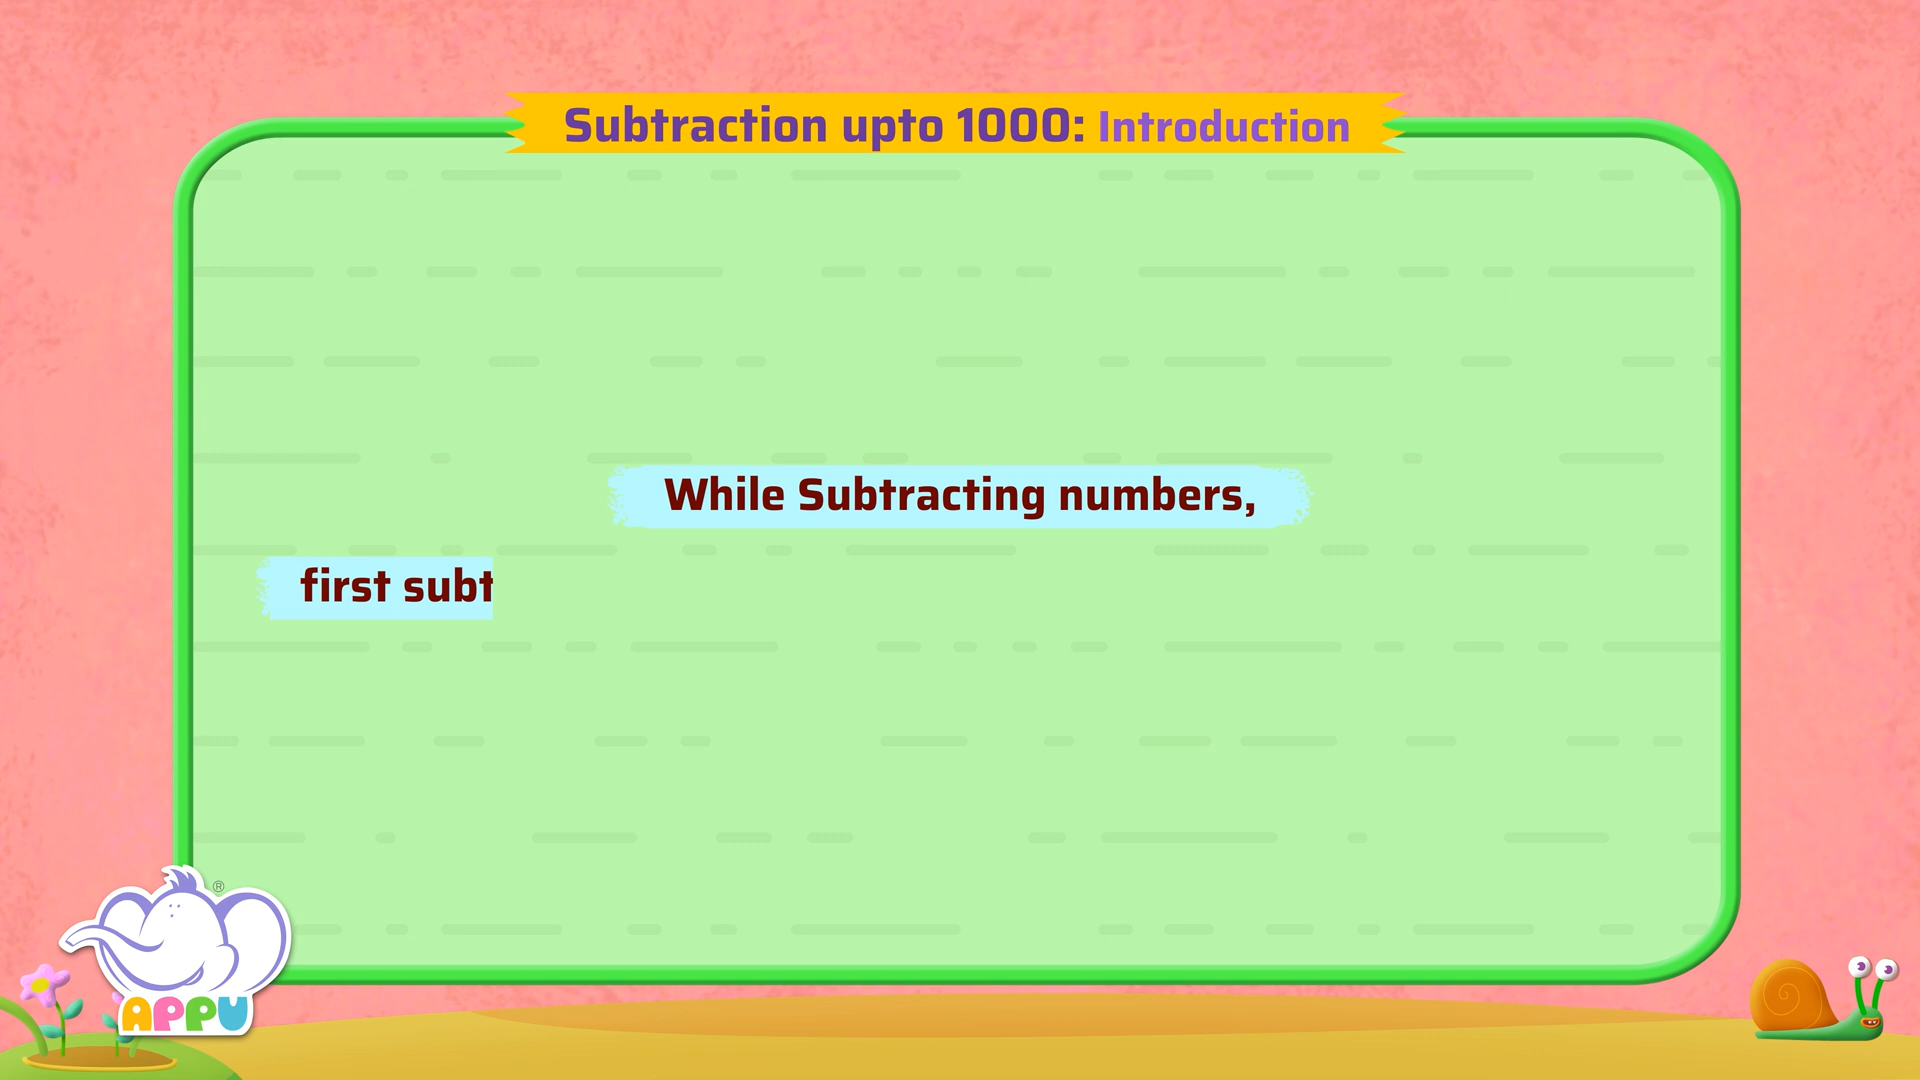 Subtraction upto 1000: Introduction
While Subtracting numbers,
first subt
APPU
®